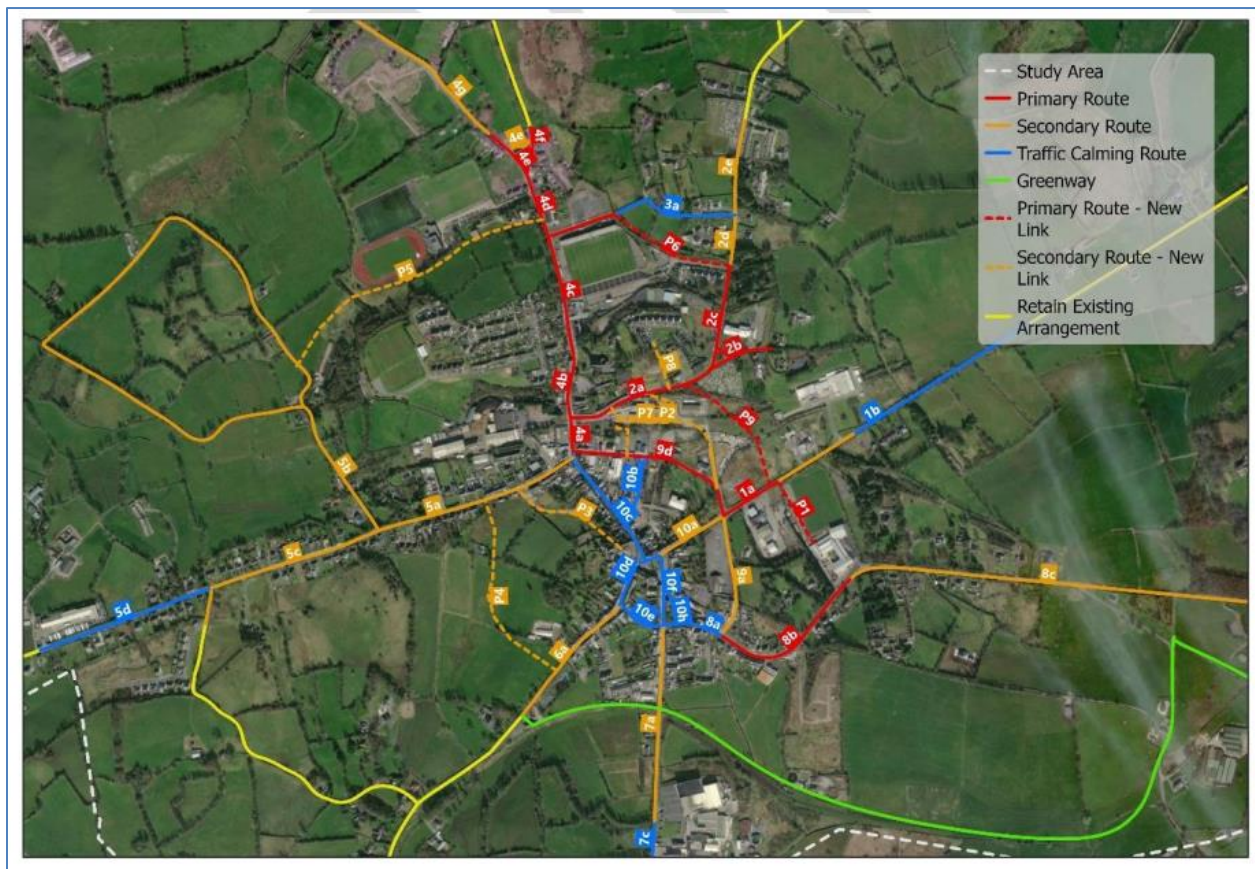 Study Area
Primary Route
Secondary Route
Traffic Calming Route
Greenway
Primary Route - New
Link
Secondary Route - New
Link
Retain Existing
Arrangement
4g
4e
4f
4e
4d
2e
3a
2d
P6
P5
4c
2c
2b
P8
4b
2a
P7
P2
P9
1b
4a
9d
10b
5b
1a
P1
5a
10c
P3
10a
5c
10d
9a
8c
P4
10f
5d
10e
10h
8a
8b
6a
7a
7c